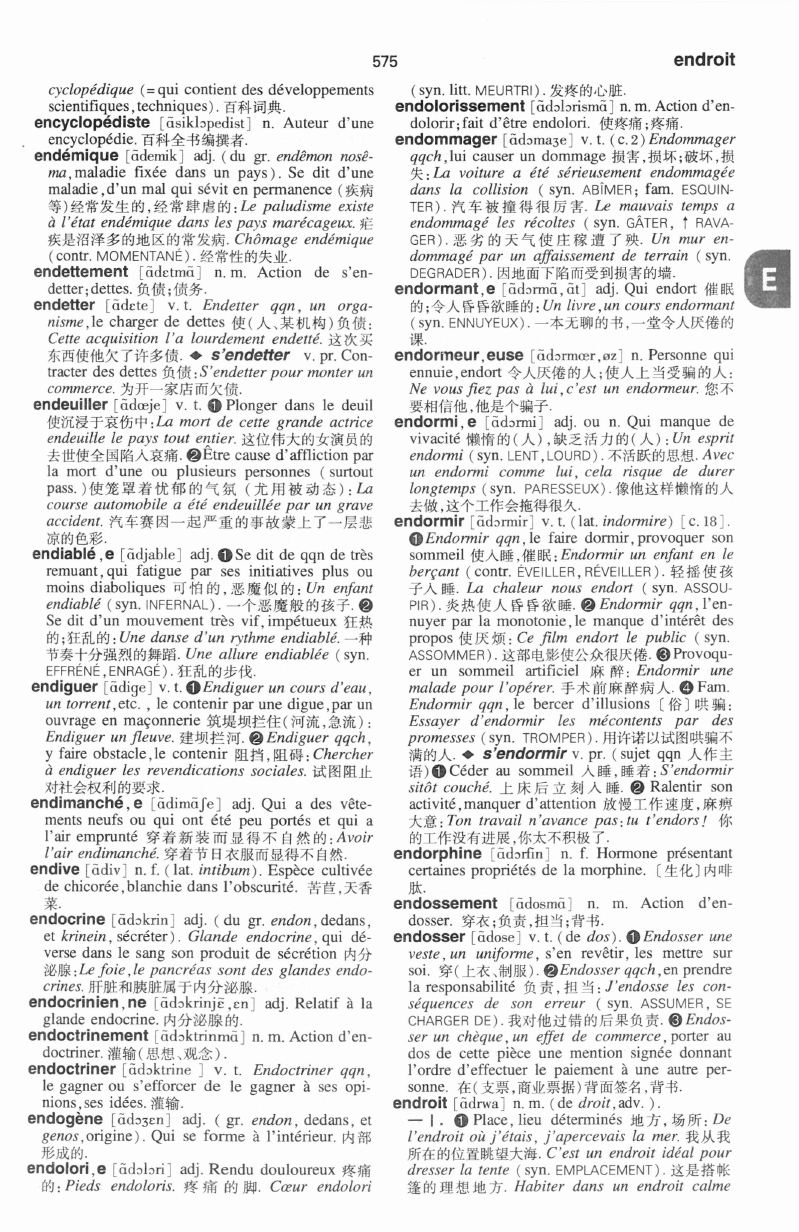 575
endroit
cyclopédique (= qui contient des développements
scientifiques, techniques). 百科词典.
encyclopédiste [ɑ̃siklɔpedist] n. Auteur d'une
encyclopédie. 百科全书编撰者.
endémique [ɑ̃demik] adj. (du gr. endêmon nosê-
ma, maladie fixée dans un pays). Se dit d'une
maladie, d'un mal qui sévit en permanence (疾病
等)经常发生的,经常肆虐的: Le paludisme existe
à l'état endémique dans les pays marécageux. 疟
疾是沼泽多的地区的常发病. Chômage endémique
(contr. MOMENTANÉ). 经常性的失业.
endettement [ɑ̃dɛtmɑ̃] n. m. Action de s'en-
detter; dettes. 负债;债务.
endetter [ɑ̃dete] v. t. Endetter qqn, un orga-
nisme, le charger de dettes 使(人、某机构)负债:
Cette acquisition l'a lourdement endetté. 这次买
东西使他欠了许多债. ◆ s'endetter v. pr. Con-
tracter des dettes 负债: S'endetter pour monter un
commerce. 为开一家店而欠债.
endeuiller [ɑ̃dœje] v. t. ❶ Plonger dans le deuil
使沉浸于哀伤中: La mort de cette grande actrice
endeuille le pays tout entier. 这位伟大的女演员的
去世使全国陷入哀痛. ❷ Être cause d'affliction par
la mort d'une ou plusieurs personnes (surtout
pass.)使笼罩着忧郁的气氛 (尤用被动态): La
course automobile a été endeuillée par un grave
accident. 汽车赛因一起严重的事故蒙上了一层悲
凉的色彩.
endiablé, e [ɑ̃djable] adj. ❶ Se dit de qqn de très
remuant, qui fatigue par ses initiatives plus ou
moins diaboliques 可怕的,恶魔似的: Un enfant
endiablé (syn. INFERNAL). 一个恶魔般的孩子. ❷
Se dit d'un mouvement très vif, impétueux 狂热
的;狂乱的: Une danse d'un rythme endiablé. 一种
节奏十分强烈的舞蹈. Une allure endiablée (syn.
EFFRÉNÉ, ENRAGÉ). 狂乱的步伐.
endiguer [ɑ̃dige] v. t. ❶ Endiguer un cours d'eau,
un torrent, etc., le contenir par une digue, par un
ouvrage en maçonnerie 筑堤坝拦住(河流,急流):
Endiguer un fleuve. 建坝拦河. ❷ Endiguer qqch,
y faire obstacle, le contenir 阻挡,阻碍: Chercher
à endiguer les revendications sociales. 试图阻止
对社会权利的要求.
endimanché, e [ɑ̃dimɑ̃ʃe] adj. Qui a des vête-
ments neufs ou qui ont été peu portés et qui a
l'air emprunté 穿着新装而显得不自然的: Avoir
l'air endimanché. 穿着节日衣服而显得不自然.
endive [ɑ̃div] n. f. (lat. intibum). Espèce cultivée
de chicorée, blanchie dans l'obscurité. 苦苣,天香
菜.
endocrine [ɑ̃dɔkrin] adj. (du gr. endon, dedans,
et krinein, sécréter). Glande endocrine, qui dé-
verse dans le sang son produit de sécrétion 内分
泌腺: Le foie, le pancréas sont des glandes endo-
crines. 肝脏和胰脏属于内分泌腺.
endocrinien, ne [ɑ̃dɔkrinjɛ̃, ɛn] adj. Relatif à la
glande endocrine. 内分泌腺的.
endoctrinement [ɑ̃dɔktrinmɑ̃] n. m. Action d'en-
doctriner. 灌输(思想、观念).
endoctriner [ɑ̃dɔktrine] v. t. Endoctriner qqn,
le gagner ou s'efforcer de le gagner à ses opi-
nions, ses idées. 灌输.
endogène [ɑ̃dɔʒɛn] adj. (gr. endon, dedans, et
genos, origine). Qui se forme à l'intérieur. 内部
形成的.
endolori, e [ɑ̃dɔlɔri] adj. Rendu douloureux 疼痛
的: Pieds endoloris. 疼痛的脚. Cœur endolori
(syn. litt. MEURTRI). 发疼的心脏.
endolorissement [ɑ̃dɔlɔrismɑ̃] n. m. Action d'en-
dolorir; fait d'être endolori. 使疼痛;疼痛.
endommager [ɑ̃dɔmaʒe] v. t. (c. 2) Endommager
qqch, lui causer un dommage 损害,损坏;破坏,损
失: La voiture a été sérieusement endommagée
dans la collision (syn. ABÎMER; fam. ESQUIN-
TER). 汽车被撞得很厉害. Le mauvais temps a
endommagé les récoltes (syn. GÂTER, ↑ RAVA-
GER). 恶劣的天气使庄稼遭了殃. Un mur en-
dommagé par un affaissement de terrain (syn.
DEGRADER). 因地面下陷而受到损害的墙.
endormant, e [ɑ̃dɔrmɑ̃, ɑ̃t] adj. Qui endort 催眠
的;令人昏昏欲睡的: Un livre, un cours endormant
(syn. ENNUYEUX). 一本无聊的书,一堂令人厌倦的
课.
endormeur, euse [ɑ̃dɔrmœr, øz] n. Personne qui
ennuie, endort 令人厌倦的人;使人上当受骗的人:
Ne vous fiez pas à lui, c'est un endormeur. 您不
要相信他,他是个骗子.
endormi, e [ɑ̃dɔrmi] adj. ou n. Qui manque de
vivacité 懒惰的(人),缺乏活力的(人): Un esprit
endormi (syn. LENT, LOURD). 不活跃的思想. Avec
un endormi comme lui, cela risque de durer
longtemps (syn. PARESSEUX). 像他这样懒惰的人
去做,这个工作会拖得很久.
endormir [ɑ̃dɔrmir] v. t. (lat. indormire) [c. 18].
❶ Endormir qqn, le faire dormir, provoquer son
sommeil 使入睡,催眠: Endormir un enfant en le
berçant (contr. ÉVEILLER, RÉVEILLER). 轻摇使孩
子入睡. La chaleur nous endort (syn. ASSOU-
PIR). 炎热使人昏昏欲睡. ❷ Endormir qqn, l'en-
nuyer par la monotonie, le manque d'intérêt des
propos 使厌烦: Ce film endort le public (syn.
ASSOMMER). 这部电影使公众很厌倦. ❸ Provoqu-
er un sommeil artificiel 麻醉: Endormir une
malade pour l'opérer. 手术前麻醉病人. ❹ Fam.
Endormir qqn, le bercer d'illusions 〔俗〕哄骗:
Essayer d'endormir les mécontents par des
promesses (syn. TROMPER). 用许诺以试图哄骗不
满的人. ◆ s'endormir v. pr. (sujet qqn 人作主
语) ❶ Céder au sommeil 入睡,睡着: S'endormir
sitôt couché. 上床后立刻入睡. ❷ Ralentir son
activité, manquer d'attention 放慢工作速度,麻痹
大意: Ton travail n'avance pas: tu t'endors! 你
的工作没有进展,你太不积极了.
endorphine [ɑ̃dɔrfin] n. f. Hormone présentant
certaines propriétés de la morphine. 〔生化〕内啡
肽.
endossement [ɑ̃dosmɑ̃] n. m. Action d'en-
dosser. 穿衣;负责,担当;背书.
endosser [ɑ̃dose] v. t. (de dos). ❶ Endosser une
veste, un uniforme, s'en revêtir, les mettre sur
soi. 穿(上衣、制服). ❷ Endosser qqch, en prendre
la responsabilité 负责,担当: J'endosse les con-
séquences de son erreur (syn. ASSUMER, SE
CHARGER DE). 我对他过错的后果负责. ❸ Endos-
ser un chèque, un effet de commerce, porter au
dos de cette pièce une mention signée donnant
l'ordre d'effectuer le paiement à une autre per-
sonne. 在(支票,商业票据)背面签名,背书.
endroit [ɑ̃drwa] n. m. (de droit, adv.).
— I. ❶ Place, lieu déterminés 地方,场所: De
l'endroit où j'étais, j'apercevais la mer. 我从我
所在的位置眺望大海. C'est un endroit idéal pour
dresser la tente (syn. EMPLACEMENT). 这是搭帐
篷的理想地方. Habiter dans un endroit calme
E